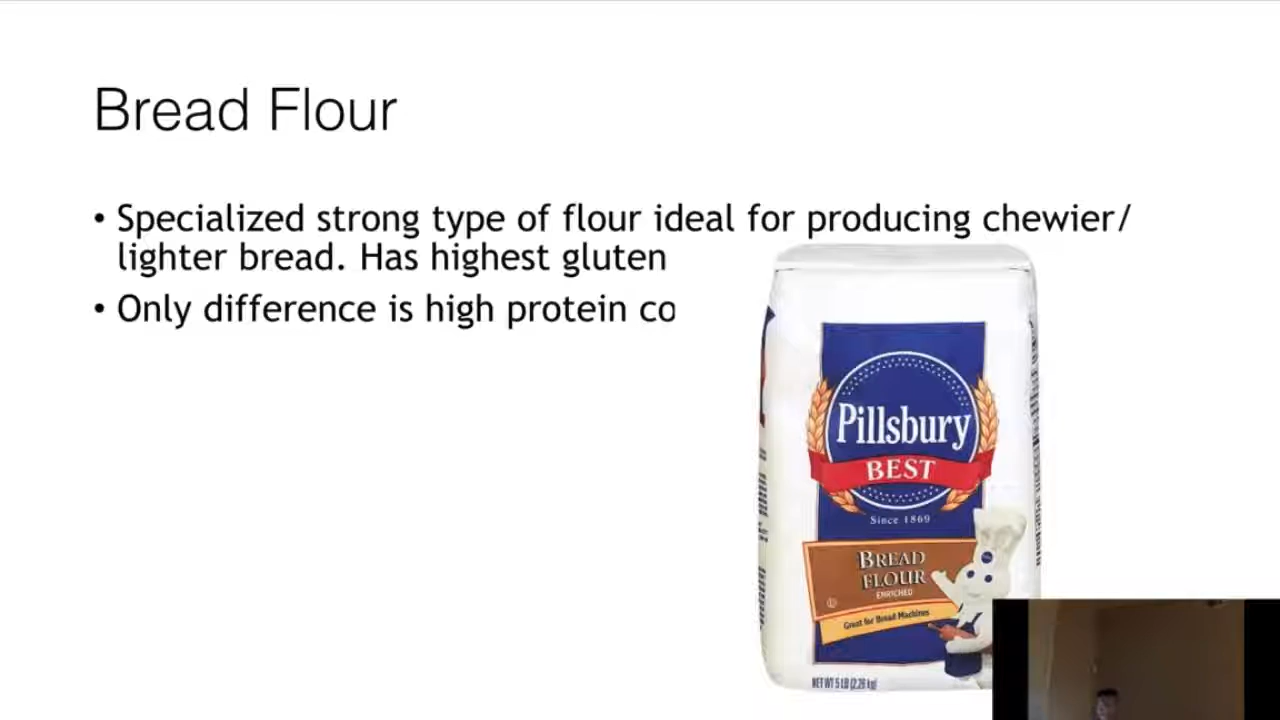 Bread Flour
• Specialized strong type of flour ideal for producing chewier/
lighter bread. Has highest gluten
• Only difference is high protein co
Pillsbury
BEST
Since 1869
BREAD
FLOUR
ENRICHED
Great for Bread Machines
NET WT 5 LB (2.26 kg)